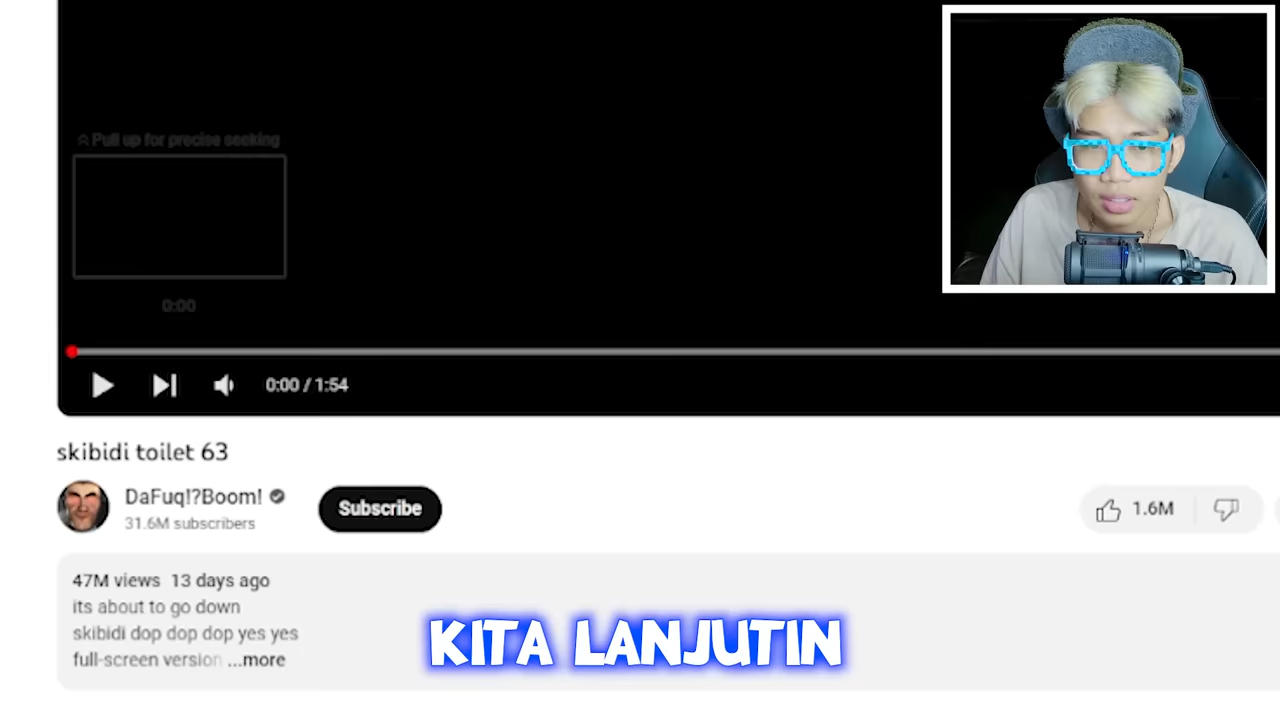 Pull up for precise seeking
0:00
0:00 / 1:54
skibidi toilet 63
DaFuq!?Boom!
31.6M subscribers
Subscribe
1.6M
47M views 13 days ago
its about to go down
skibidi dop dop dop yes yes
full-screen version ...more
KITA LANJUTIN